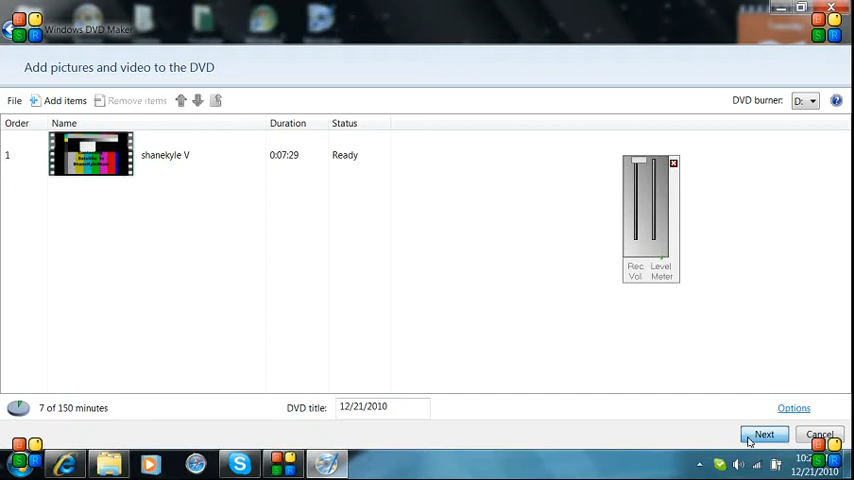 Windows DVD Maker
Add pictures and video to the DVD
File Add items Remove items DVD burner: D:
Order Name Duration Status
1 shanekyle V 0:07:29 Ready
Rec. Level
Vol Meter
7 of 150 minutes DVD title: 12/21/2010 Options
Next Cancel
12/21/2010